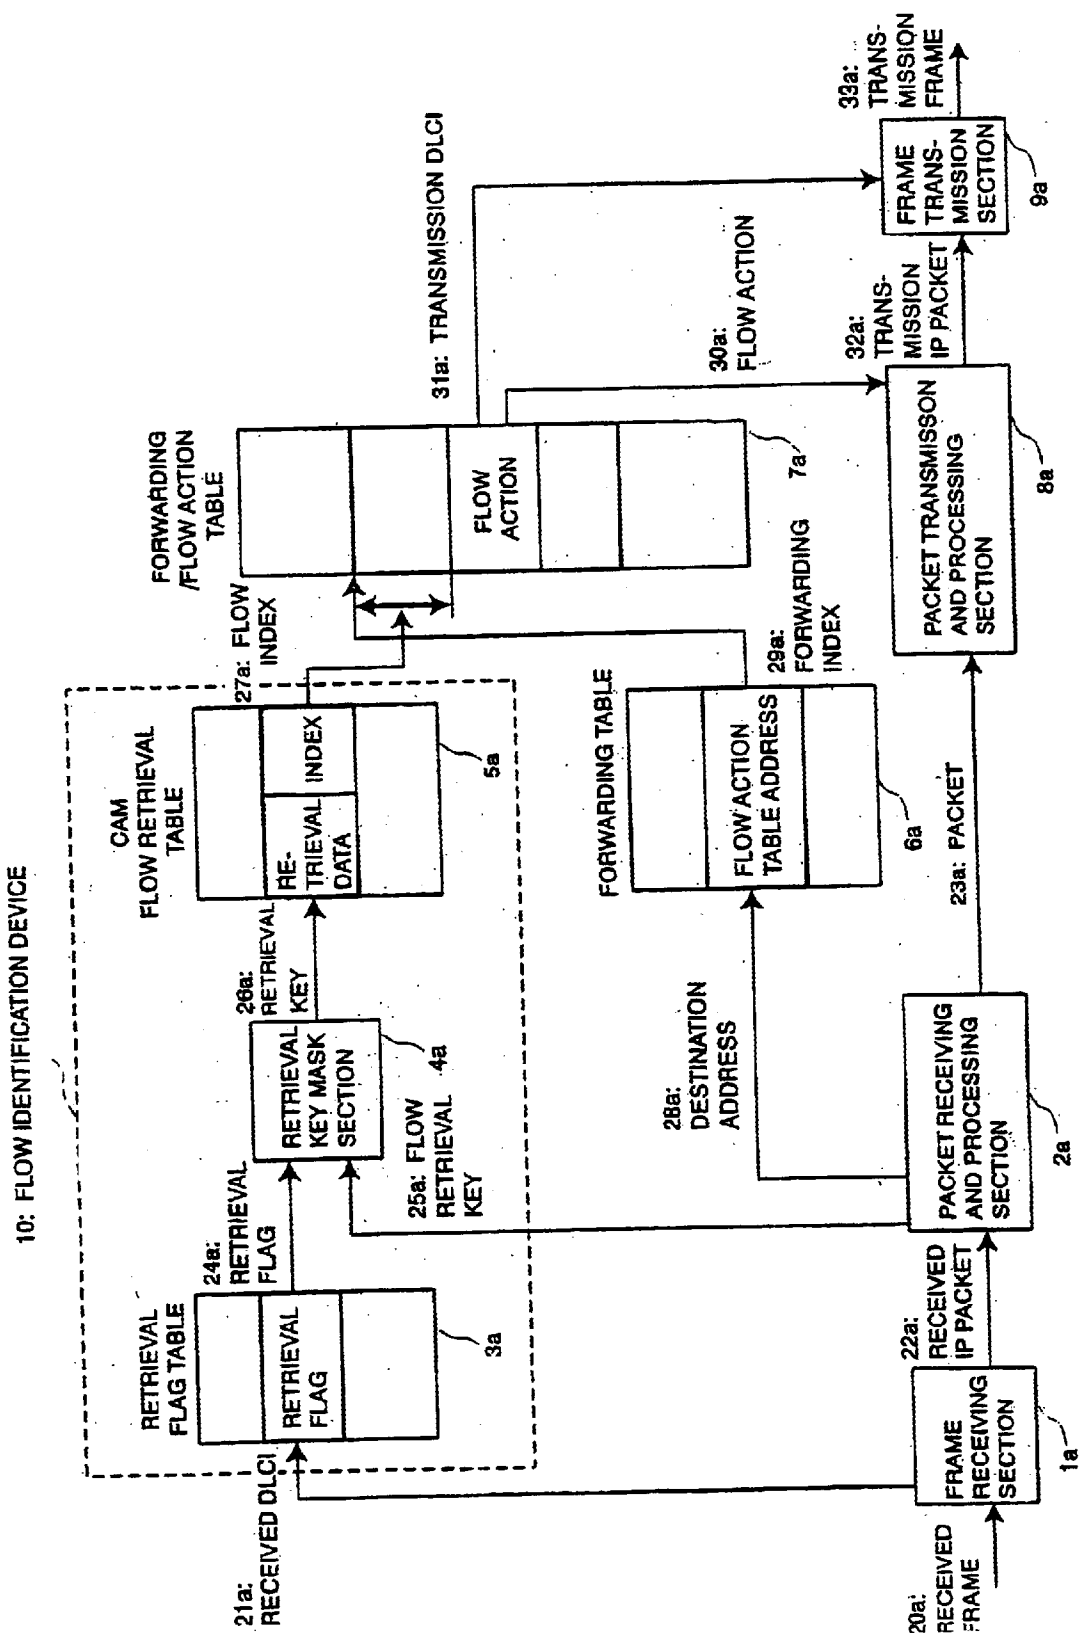 10: FLOW IDENTIFICATION DEVICE
21a:
RECEIVED DLCI
RETRIEVAL
FLAG TABLE
RETRIEVAL
FLAG
3a
24a:
RETRIEVAL
FLAG
RETRIEVAL
KEY MASK
SECTION
4a
25a: FLOW
RETRIEVAL
KEY
26a:
RETRIEVAL
KEY
CAM
FLOW RETRIEVAL
TABLE
RE-
TRIEVAL
DATA
INDEX
5a
27a: FLOW
INDEX
FORWARDING
/FLOW ACTION
TABLE
FLOW
ACTION
7a
31a: TRANSMISSION DLCI
30a:
FLOW ACTION
28a:
DESTINATION
ADDRESS
FORWARDING TABLE
FLOW ACTION
TABLE ADDRESS
6a
29a:
FORWARDING
INDEX
20a:
RECEIVED
FRAME
FRAME
RECEIVING
SECTION
1a
22a:
RECEIVED
IP PACKET
PACKET RECEIVING
AND PROCESSING
SECTION
2a
23a: PACKET
PACKET TRANSMISSON
AND PROCESSING
SECTION
8a
32a:
TRANS-
MISSION
IP PACKET
FRAME
TRANS-
MISSION
SECTION
9a
33a:
TRANS-
MISSION
FRAME